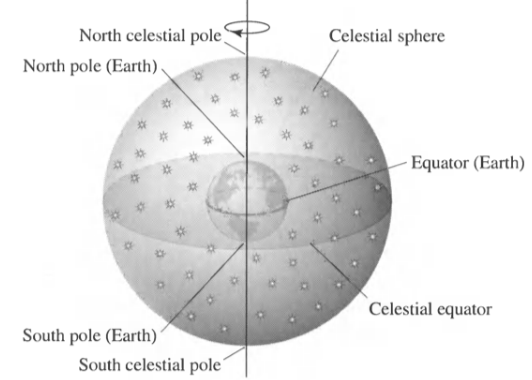 North celestial pole
Celestial sphere
North pole (Earth)
Equator (Earth)
Celestial equator
South pole (Earth)
South celestial pole